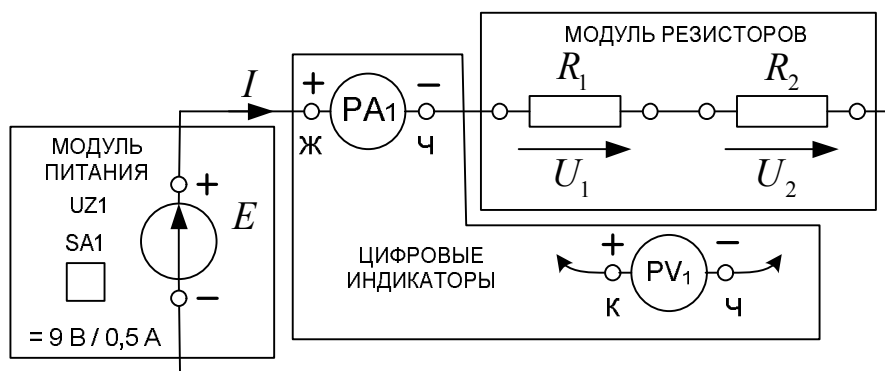 МОДУЛЬ РЕЗИСТОРОВ
R1 R2
I + PA1 –
Ж Ч
U1 U2
МОДУЛЬ
ПИТАНИЯ
UZ1 +
E
SA1
–
= 9 В / 0,5 А
ЦИФРОВЫЕ
ИНДИКАТОРЫ
+ PV1 –
К Ч